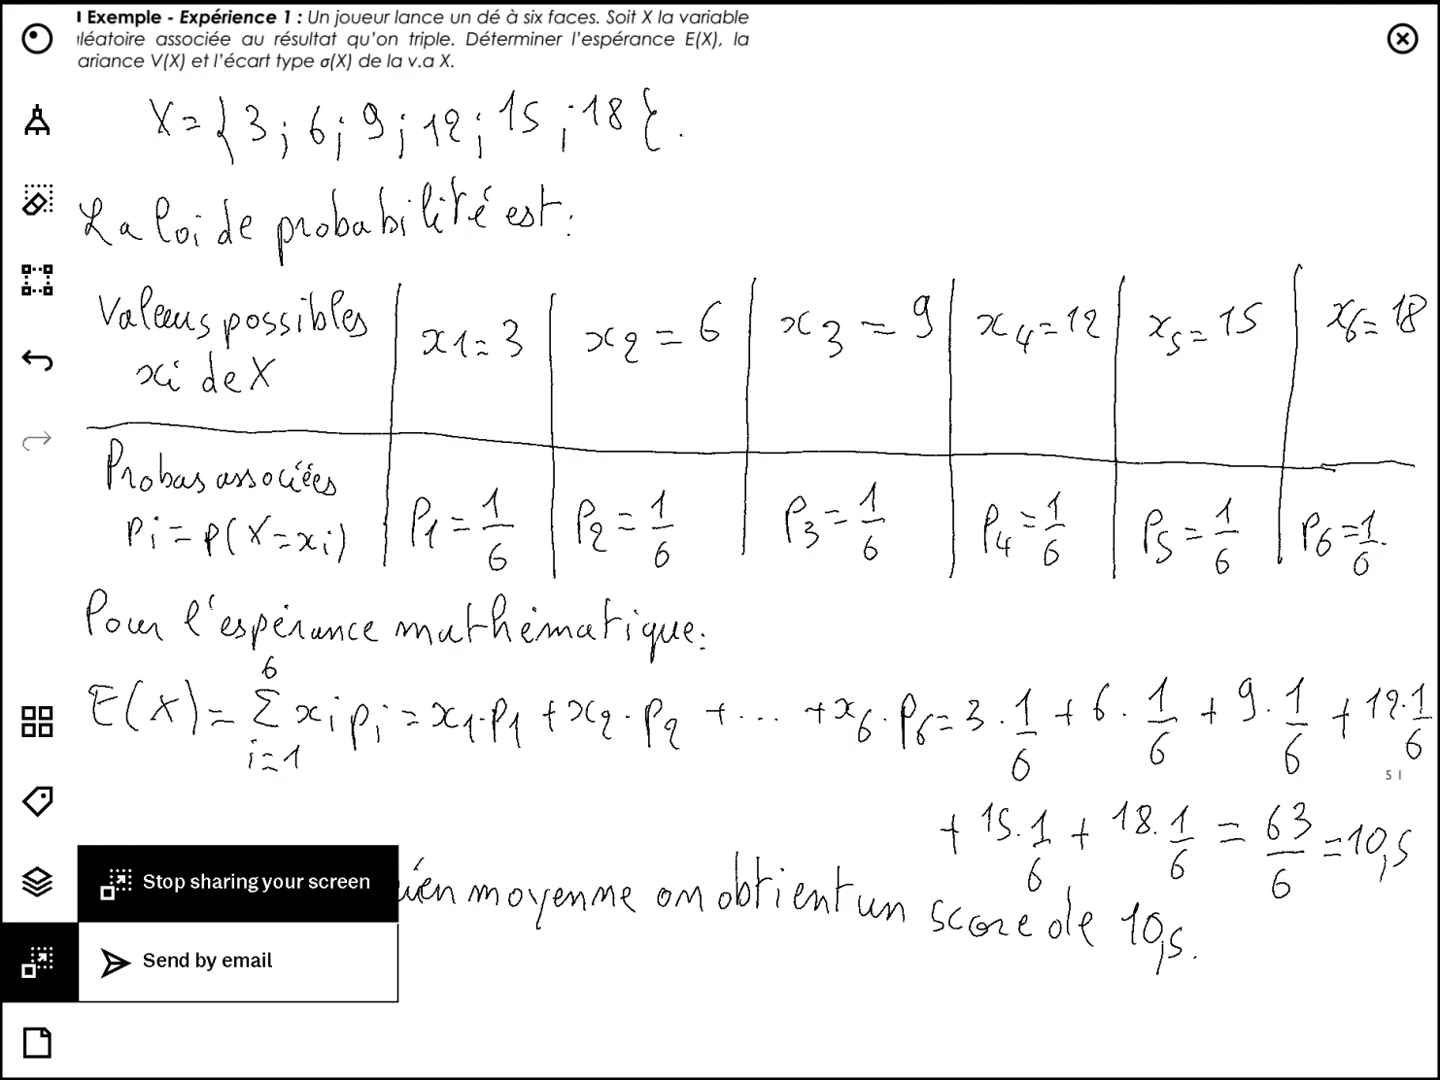 Exemple - Expérience 1 : Un joueur lance un dé à six faces. Soit X la variable
léatoire associée au résultat qu'on triple. Déterminer l'espérance E(X), la
ariance V(X) et l'écart type σ(X) de la v.a X.
X = { 3 ; 6 ; 9 ; 12 ; 15 ; 18 }.
La loi de probabilité est :
Valeurs possibles xi de X | x1 = 3 | x2 = 6 | x3 = 9 | x4 = 12 | x5 = 15 | x6 = 18
Probas associées pi = p(X = xi) | P1 = 1/6 | P2 = 1/6 | P3 = 1/6 | P4 = 1/6 | P5 = 1/6 | P6 = 1/6.
Pour l'espérance mathématique :
E(X) = Σ_{i=1}^{6} xi pi = x1·p1 + x2·p2 + ... + x6·p6 = 3·1/6 + 6·1/6 + 9·1/6 + 12·1/6
51
+ 15·1/6 + 18·1/6 = 63/6 = 10,5
en moyenne on obtient un score de 10,5.
Stop sharing your screen
Send by email